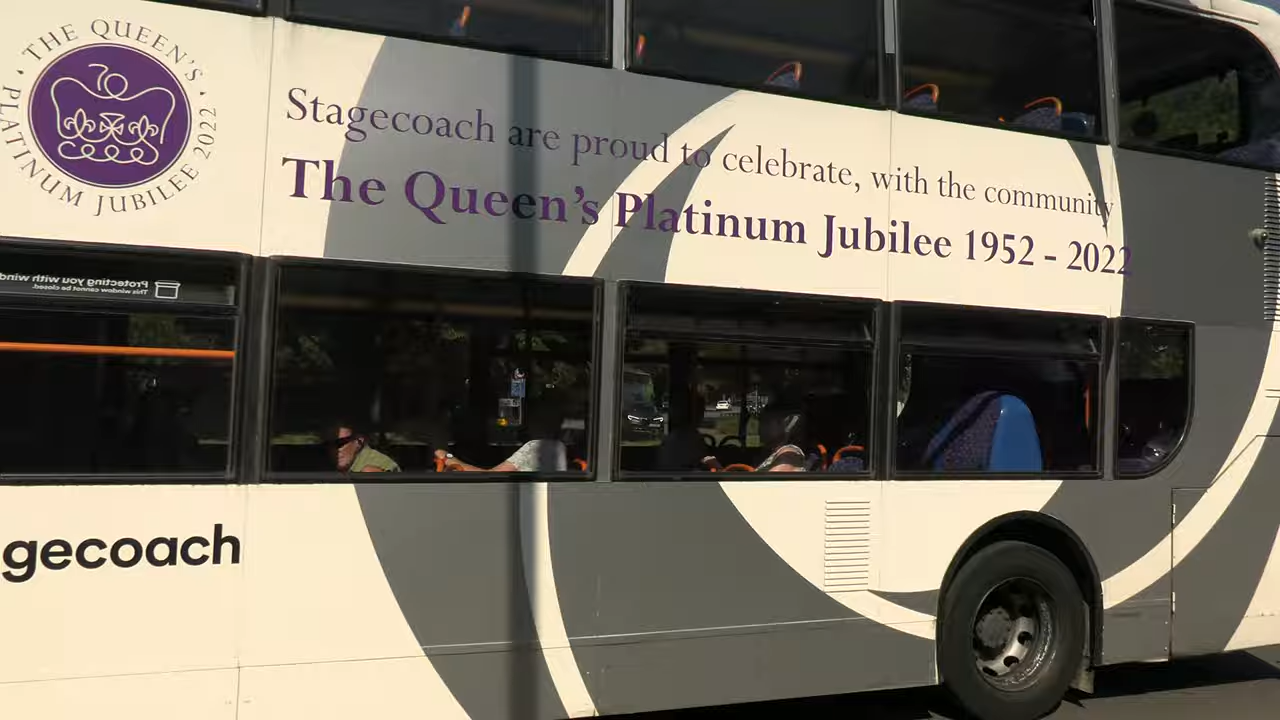 THE QUEEN'S
PLATINUM JUBILEE 2022
Stagecoach are proud to celebrate, with the community
The Queen's Platinum Jubilee 1952 - 2022
Protecting you with wind
This window cannot be closed.
gecoach